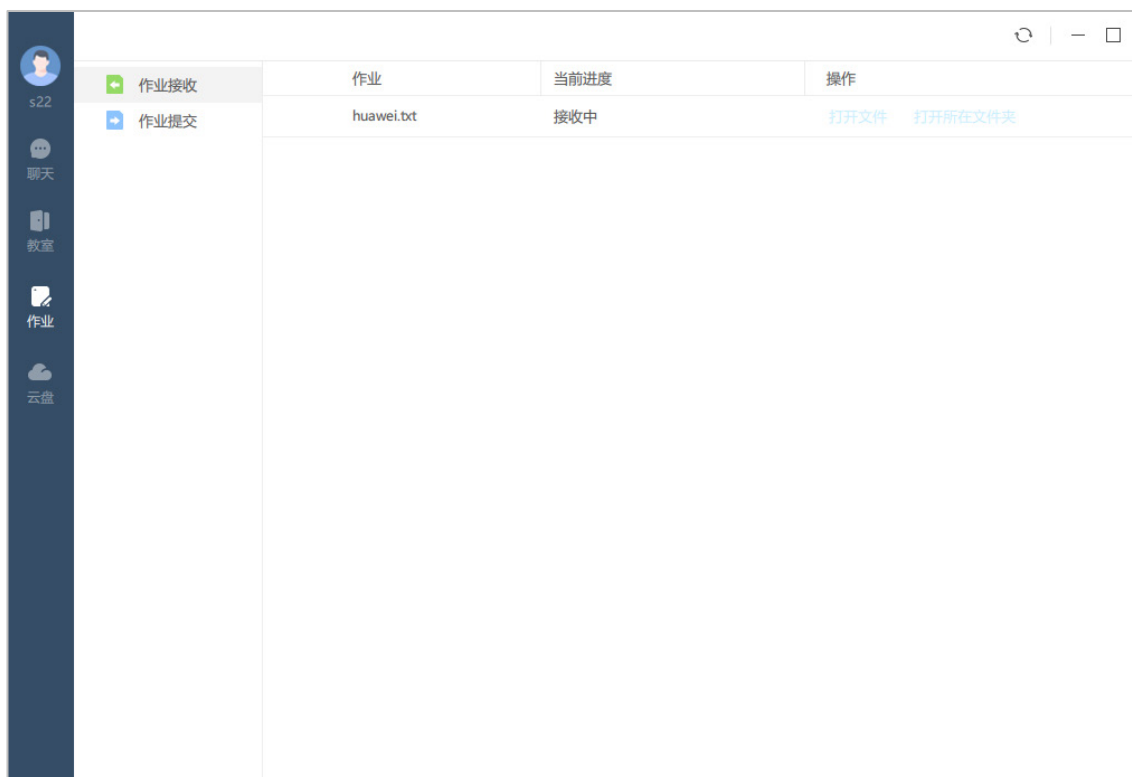 s22
聊天
教室
作业
云盘
作业接收
作业提交
作业 当前进度 操作
huawei.txt 接收中 打开文件 打开所在文件夹